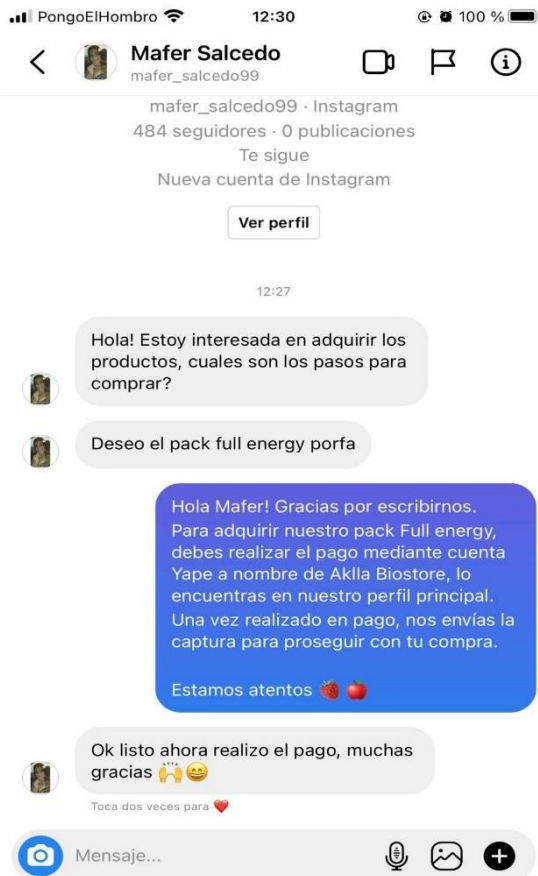 PongoElHombro 12:30 100 %
Mafer Salcedo
mafer_salcedo99
mafer_salcedo99 · Instagram
484 seguidores · 0 publicaciones
Te sigue
Nueva cuenta de Instagram
Ver perfil
12:27
Hola! Estoy interesada en adquirir los
productos, cuales son los pasos para
comprar?
Deseo el pack full energy porfa
Hola Mafer! Gracias por escribirnos.
Para adquirir nuestro pack Full energy,
debes realizar el pago mediante cuenta
Yape a nombre de Aklla Biostore, lo
encuentras en nuestro perfil principal.
Una vez realizado en pago, nos envías la
captura para proseguir con tu compra.
Estamos atentos 🍓 🍎
Ok listo ahora realizo el pago, muchas
gracias 🙌😄
Toca dos veces para ❤️
Mensaje...